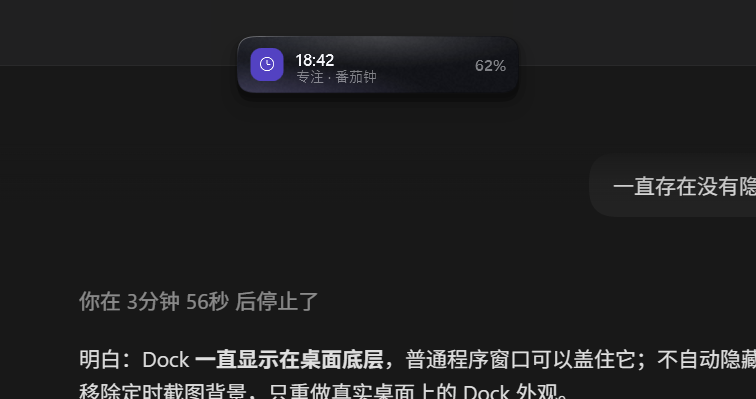 18:42
专注 · 番茄钟
62%
一直存在没有隐
你在 3分钟 56秒 后停止了
明白：Dock 一直显示在桌面底层，普通程序窗口可以盖住它；不自动隐藏
移除定时截图背景，只重做真实桌面上的 Dock 外观。